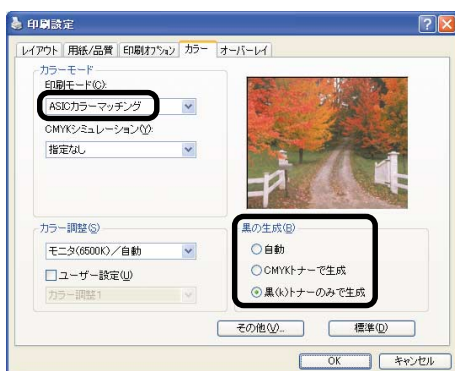 印刷設定
レイアウト 用紙/品質 印刷オプション カラー オーバーレイ
カラーモード
印刷モード(C):
ASICカラーマッチング
CMYKシミュレーション(Y):
指定なし
カラー調整(S)
モニタ(6500K)/自動
ユーザー設定(U)
カラー調整1
黒の生成(B)
自動
CMYKトナーで生成
黒(k)トナーのみで生成
その他(V)... 標準(D)
OK キャンセル